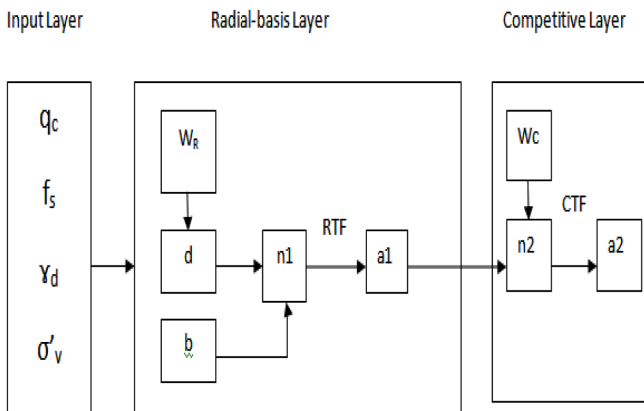 Input Layer
Radial-basis Layer
Competitive Layer
qc
fs
γd
σ'v
WR
d
b
n1
RTF
a1
Wc
n2
CTF
a2